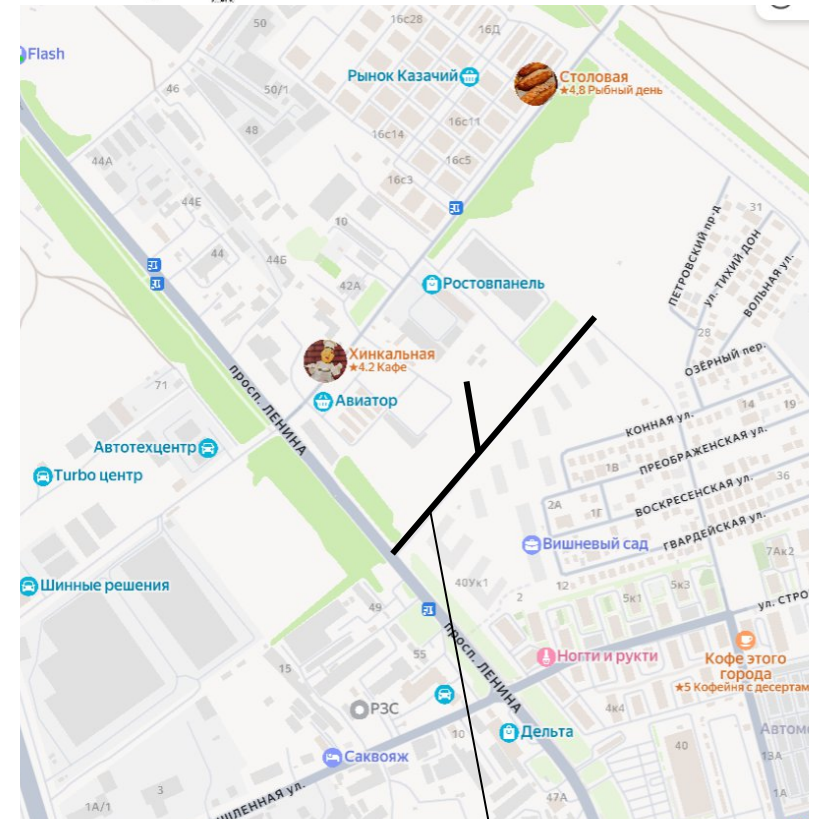 50
16с28
16Д
Flash
Рынок Казачий
Столовая
★4,8 Рыбный день
46
50/1
16с11
48
16с14
44А
16с5
16с3
44Е
10
31
ПЕТРОВСКИЙ пр-д
ул. ТИХИЙ ДОН
ВОЛЬНАЯ ул.
44
44Б
42А
Ростовпанель
28
ОЗЁРНЫЙ пер.
Хинкальная
★4.2 Кафе
71
просп. ЛЕНИНА
Авиатор
14
19
КОННАЯ ул.
Автотехцентр
ПРЕОБРАЖЕНСКАЯ ул.
1В
Turbo центр
36
ВОСКРЕСЕНСКАЯ ул.
2А
1Г
ГВАРДЕЙСКАЯ ул.
Вишневый сад
7Ак2
Шинные решения
40Ук1
12
5к3
2
5к1
ул. СТРО
49
просп. ЛЕНИНА
55
Ногти и рукти
Кофе этого
города
★5 Кофейня с десертам
15
РЗС
4к4
10
Дельта
Автомо
40
13А
Саквояж
3
1А
47А
1А/1
ШЛЕННАЯ ул.